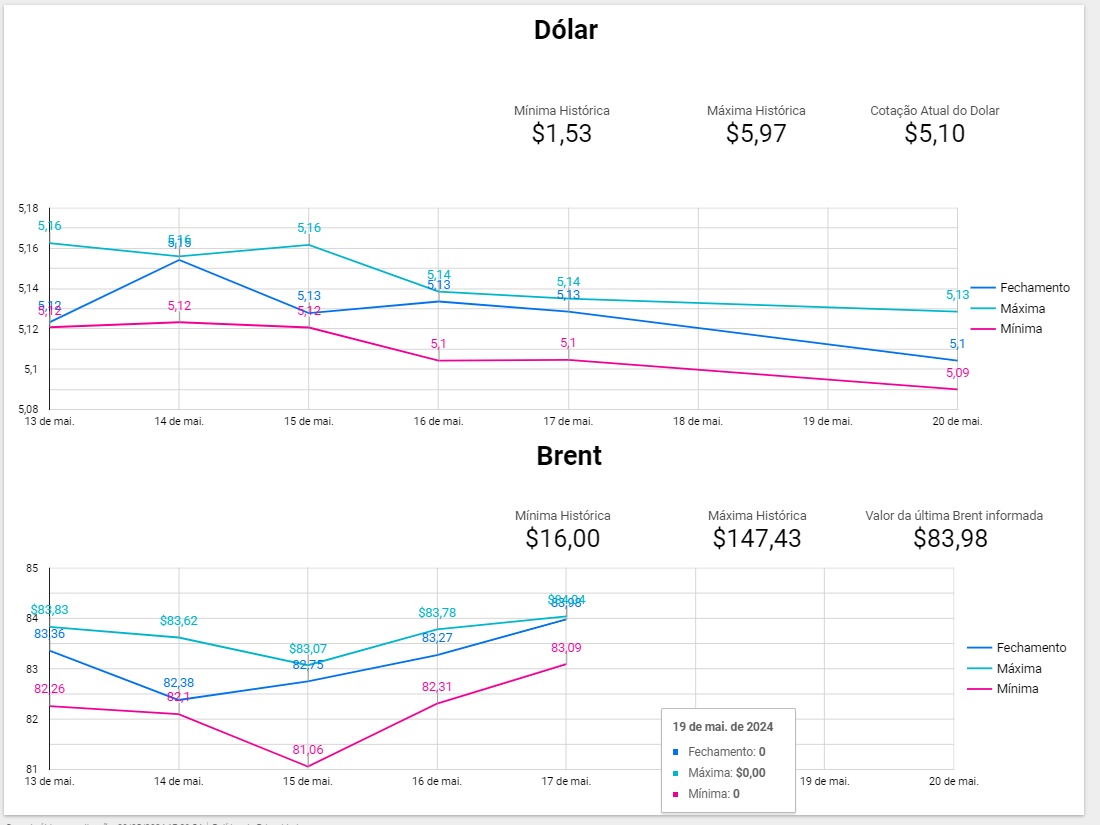 Dólar
Mínima Histórica Máxima Histórica Cotação Atual do Dolar
$1,53 $5,97 $5,10
5,18
5,16
5,14
5,12
5,1
5,08
5,16 5,16 5,16 5,14 5,14 5,13
5,12 5,15 5,13 5,13 5,13 5,1
5,12 5,12 5,12 5,1 5,1 5,09
Fechamento
Máxima
Mínima
13 de mai. 14 de mai. 15 de mai. 16 de mai. 17 de mai. 18 de mai. 19 de mai. 20 de mai.
Brent
Mínima Histórica Máxima Histórica Valor da última Brent informada
$16,00 $147,43 $83,98
85
84
83
82
81
$83,83 $83,62 $83,07 $83,78 $84,04
83,36 82,38 82,75 83,27 83,98
82,26 82,1 81,06 82,31 83,09
Fechamento
Máxima
Mínima
19 de mai. de 2024
Fechamento: 0
Máxima: $0,00
Mínima: 0
13 de mai. 14 de mai. 15 de mai. 16 de mai. 17 de mai. 19 de mai. 20 de mai.